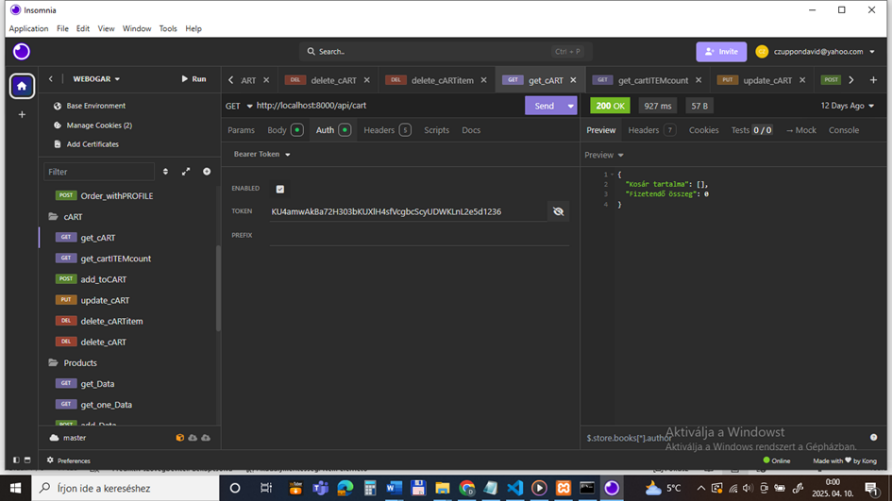 Insomnia
Application File Edit View Window Tools Help
Search.. Ctrl + P Invite CZ czuppondavid@yahoo.com
WEBOGAR Run
ART DEL delete_cART DEL delete_cARTitem GET get_cART GET get_cartITEMcount PUT update_cART POST
GET http://localhost:8000/api/cart Send 200 OK 927 ms 57 B 12 Days Ago
Base Environment
Manage Cookies (2)
Add Certificates
Params Body Auth Headers 5 Scripts Docs
Preview Headers 7 Cookies Tests 0 / 0 → Mock Console
Bearer Token
Preview
Filter
POST Order_withPROFILE
cART
GET get_cART
GET get_cartITEMcount
POST add_toCART
PUT update_cART
DEL delete_cARTitem
DEL delete_cART
Products
GET get_Data
GET get_one_Data
POST add_Data
ENABLED
TOKEN KU4amwAkBa72H303bKUXlH4sfVcgbcScyUDWKLnL2e5d1236
PREFIX
1 {
2 "Kosár tartalma": [],
3 "Fizetendő összeg": 0
4 }
master
$.store.books[*].author
Aktiválja a Windowst
Aktiválja a Windows rendszert a Gépházban.
Preferences
Online Made with by Kong
Írjon ide a kereséshez
5°C
0:00
2025. 04. 10.